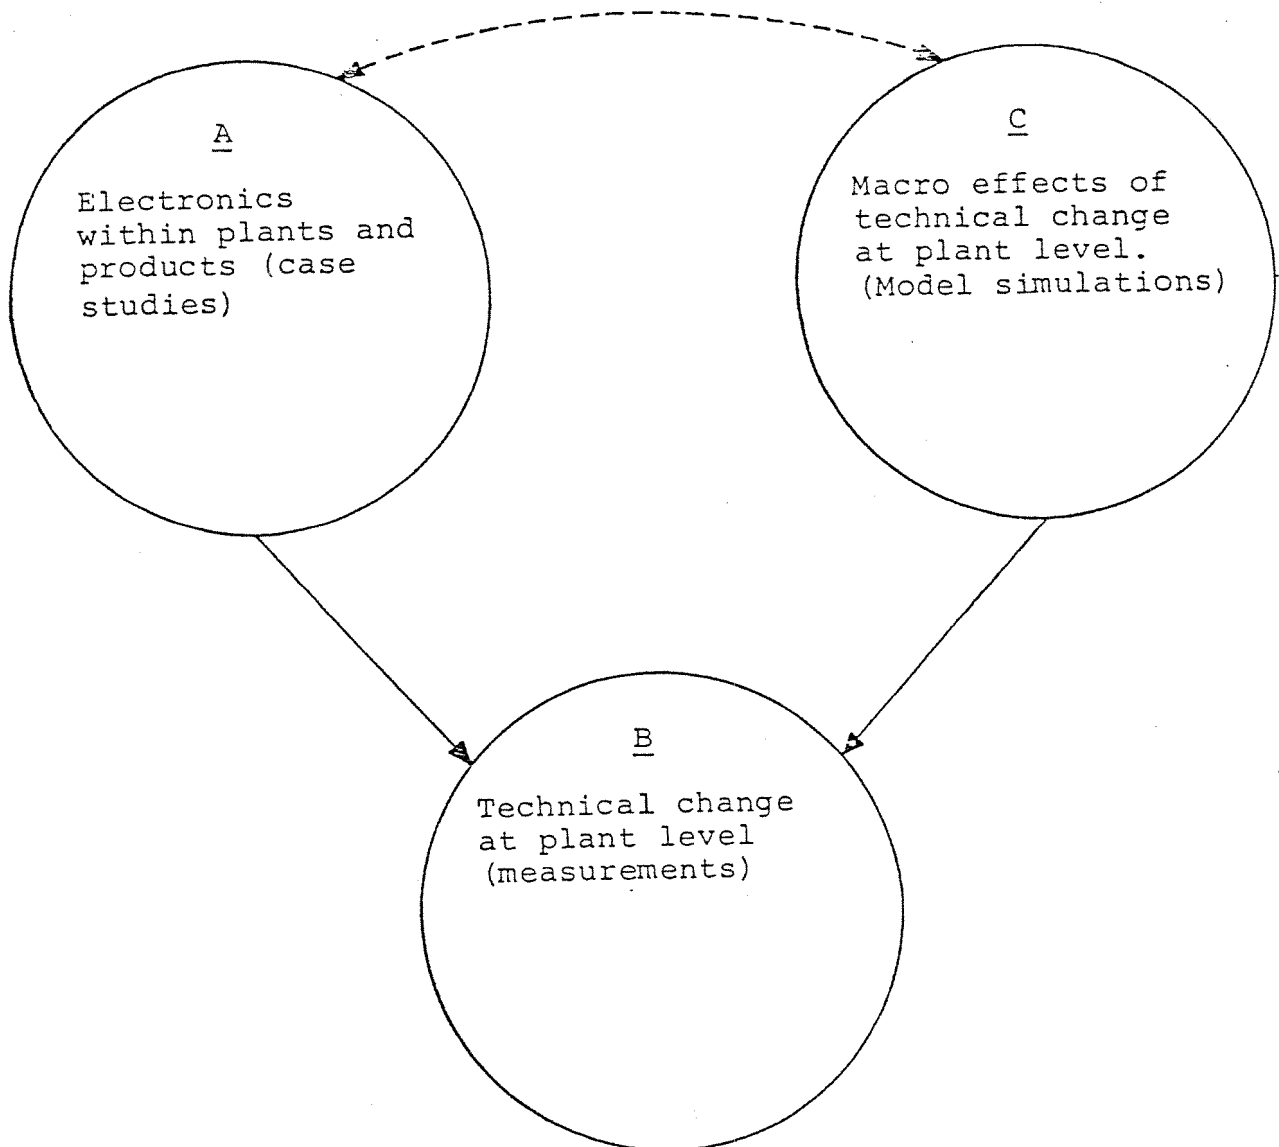 A
Electronics
within plants and
products (case
studies)
C
Macro effects of
technical change
at plant level.
(Model simulations)
B
Technical change
at plant level
(measurements)